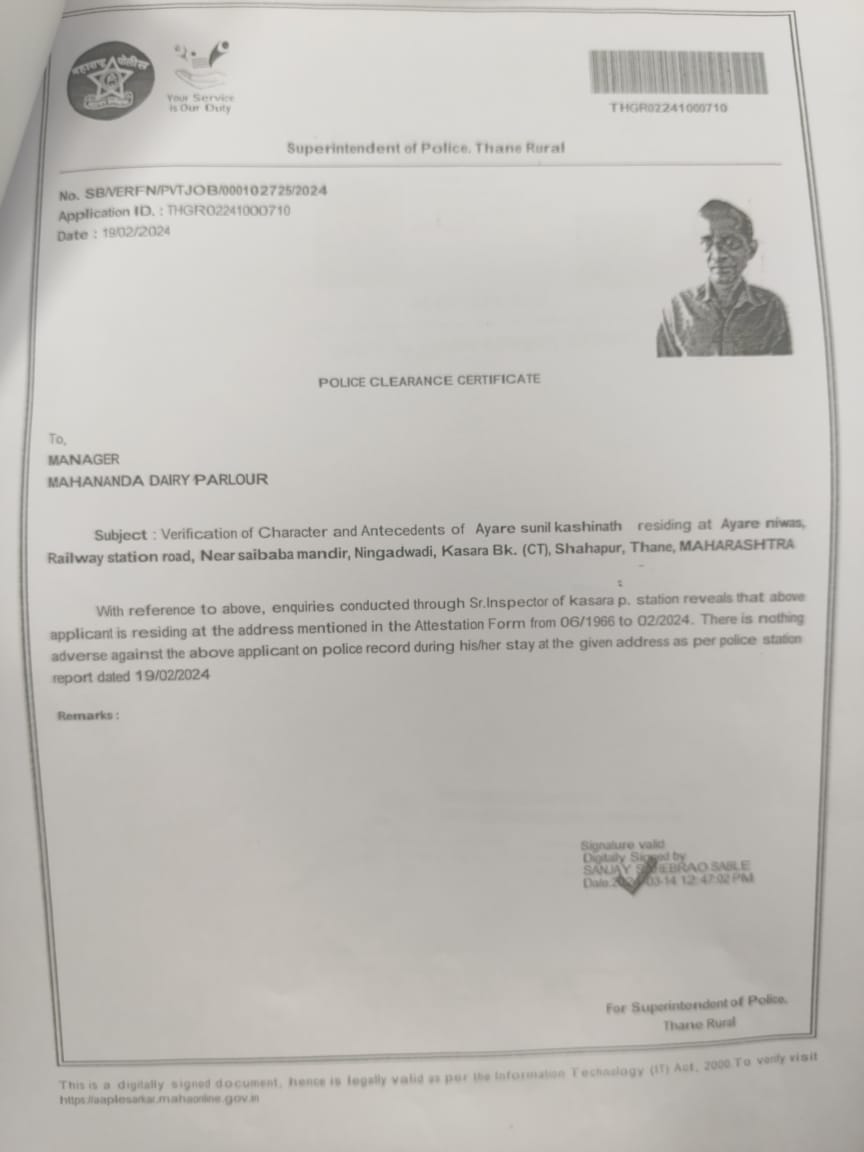 महाराष्ट्र पोलीस
Your Service
is Our Duty
THGR02241000710
Superintendent of Police, Thane Rural
No. SB/VERFN/PVTJOB/000102725/2024
Application ID. : THGR02241000710
Date : 19/02/2024
POLICE CLEARANCE CERTIFICATE
To,
MANAGER
MAHANANDA DAIRY PARLOUR
Subject : Verification of Character and Antecedents of Ayare sunil kashinath residing at Ayare niwas,
Railway station road, Near saibaba mandir, Ningadwadi, Kasara Bk. (CT), Shahapur, Thane, MAHARASHTRA
With reference to above, enquiries conducted through Sr.Inspector of kasara p. station reveals that above
applicant is residing at the address mentioned in the Attestation Form from 06/1966 to 02/2024. There is nothing
adverse against the above applicant on police record during his/her stay at the given address as per police station
report dated 19/02/2024
Remarks :
Signature valid
Digitally Signed by
SANJAY SAHEBRAO SABLE
Date: 03-14 12:47:02 PM
For Superintendent of Police,
Thane Rural
This is a digitally signed document, hence is legally valid as per the Information Technology (IT) Act, 2000.To verify visit
https://aaplesarkar.mahaonline.gov.in